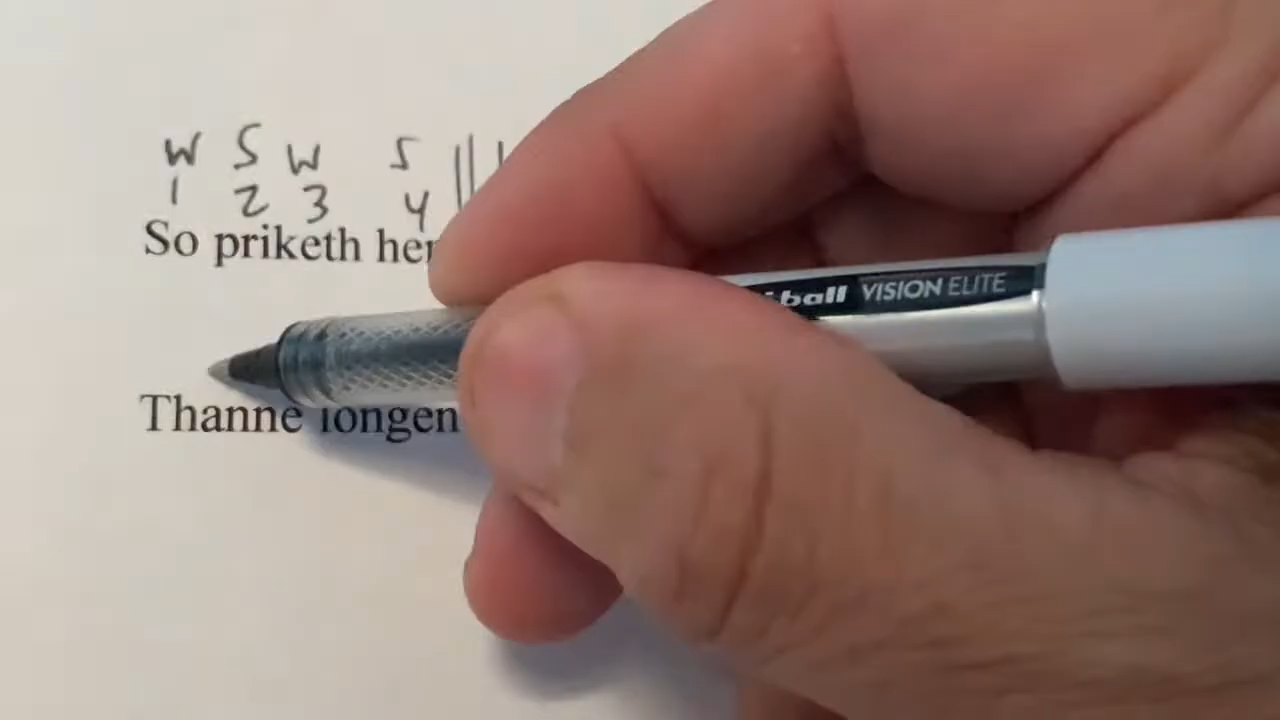 W S W S
1 2 3 4
So priketh her
ball VISION ELITE
Thanne longen